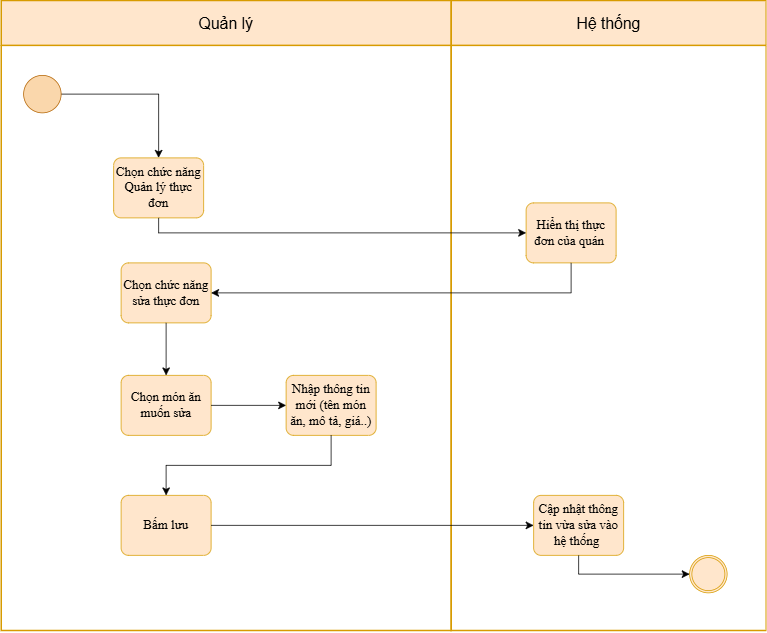 Quản lý
Hệ thống
Chọn chức năng
Quản lý thực
đơn
Hiển thị thực
đơn của quán
Chọn chức năng
sửa thực đơn
Chọn món ăn
muốn sửa
Nhập thông tin
mới (tên món
ăn, mô tả, giá..)
Bấm lưu
Cập nhật thông
tin vừa sửa vào
hệ thống